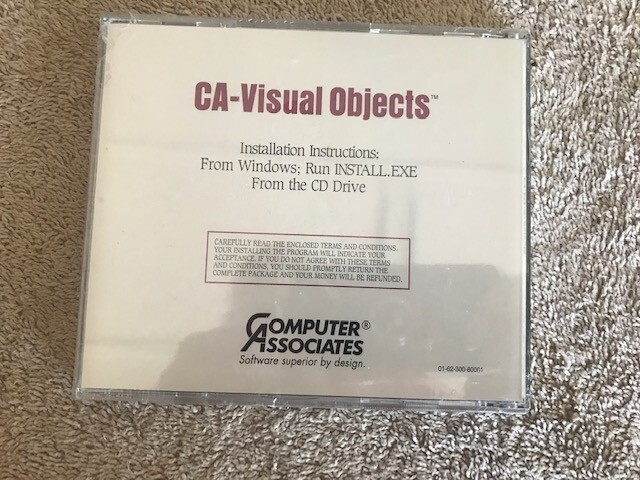 CA-Visual Objects™
Installation Instructions:
From Windows; Run INSTALL.EXE
From the CD Drive
CAREFULLY READ THE ENCLOSED TERMS AND CONDITIONS.
YOUR INSTALLING THE PROGRAM WILL INDICATE YOUR
ACCEPTANCE. IF YOU DO NOT AGREE WITH THESE TERMS
AND CONDITIONS, YOU SHOULD PROMPTLY RETURN THE
COMPLETE PACKAGE AND YOUR MONEY WILL BE REFUNDED.
COMPUTER®
ASSOCIATES
Software superior by design.
01-62-300-80001